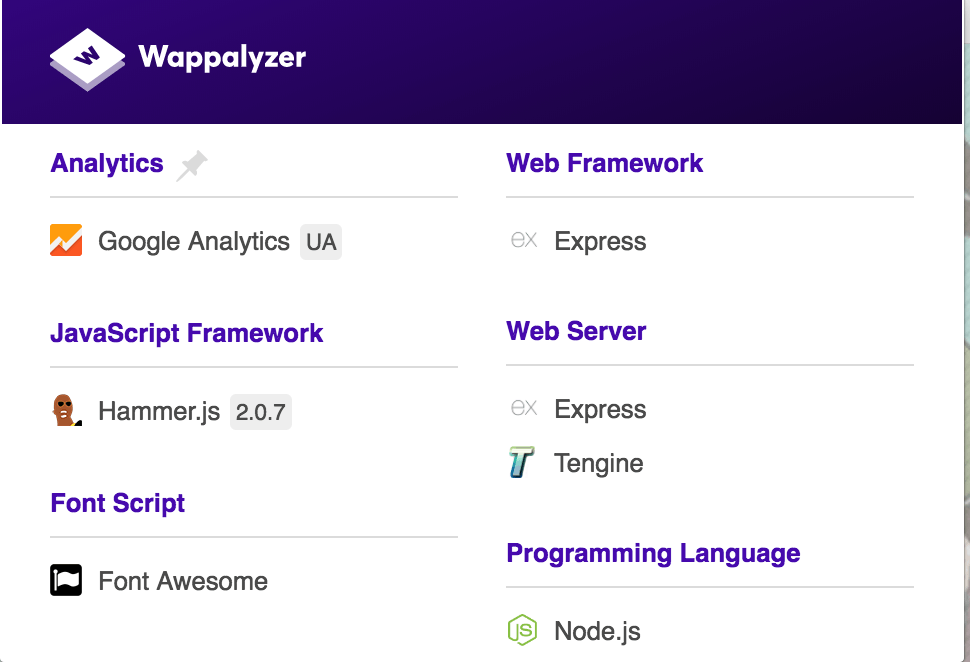 Wappalyzer
Analytics
Google Analytics UA
JavaScript Framework
Hammer.js 2.0.7
Font Script
Font Awesome
Web Framework
ex Express
Web Server
ex Express
T Tengine
Programming Language
JS Node.js